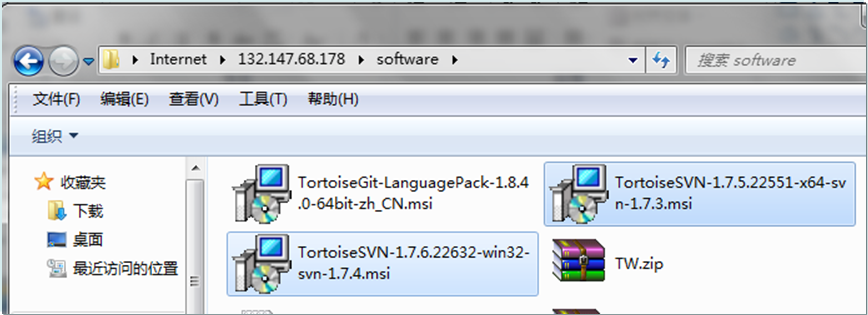 Internet
132.147.68.178
software
搜索 software
文件(F)
编辑(E)
查看(V)
工具(T)
帮助(H)
组织
收藏夹
下载
桌面
最近访问的位置
TortoiseGit-LanguagePack-1.8.4
.0-64bit-zh_CN.msi
TortoiseSVN-1.7.5.22551-x64-sv
n-1.7.3.msi
TortoiseSVN-1.7.6.22632-win32-
svn-1.7.4.msi
TW.zip